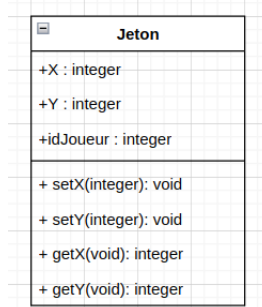 Jeton
+X : integer
+Y : integer
+idJoueur : integer
+ setX(integer): void
+ setY(integer): void
+ getX(void): integer
+ getY(void): integer